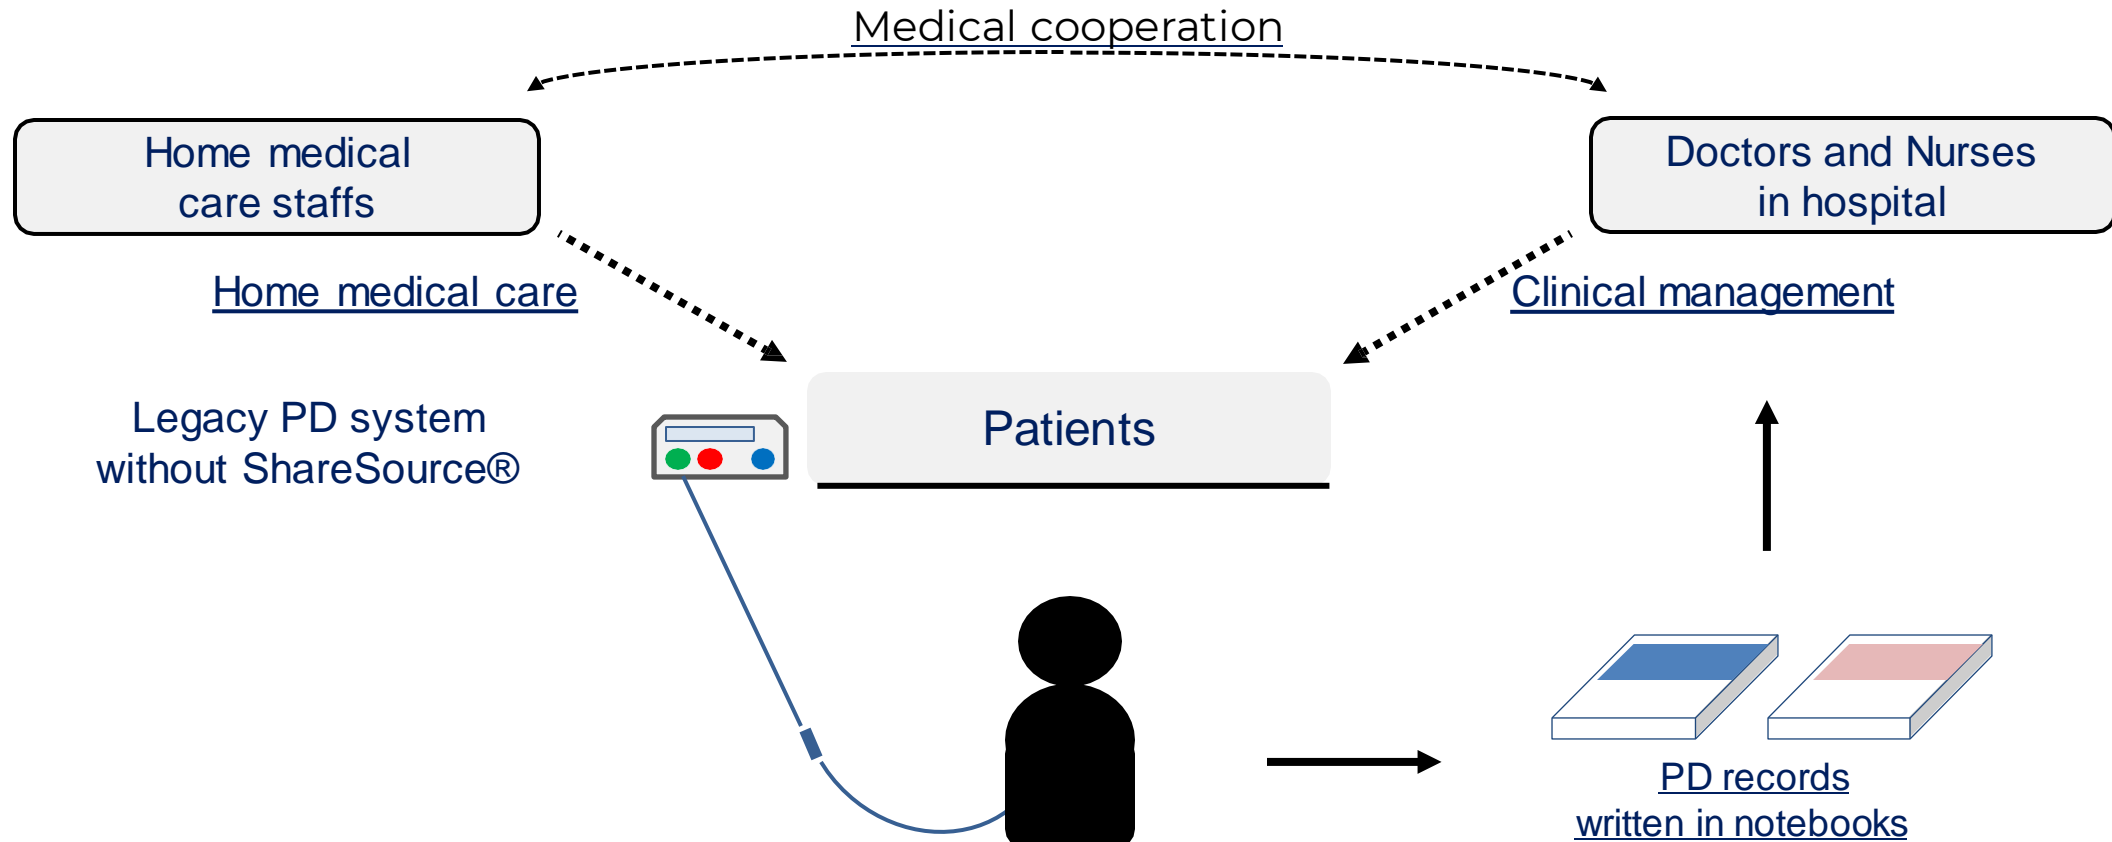 Medical cooperation
Home medical
care staffs
Doctors and Nurses
in hospital
Home medical care
Clinical management
Legacy PD system
without ShareSource®
Patients
PD records
written in notebooks